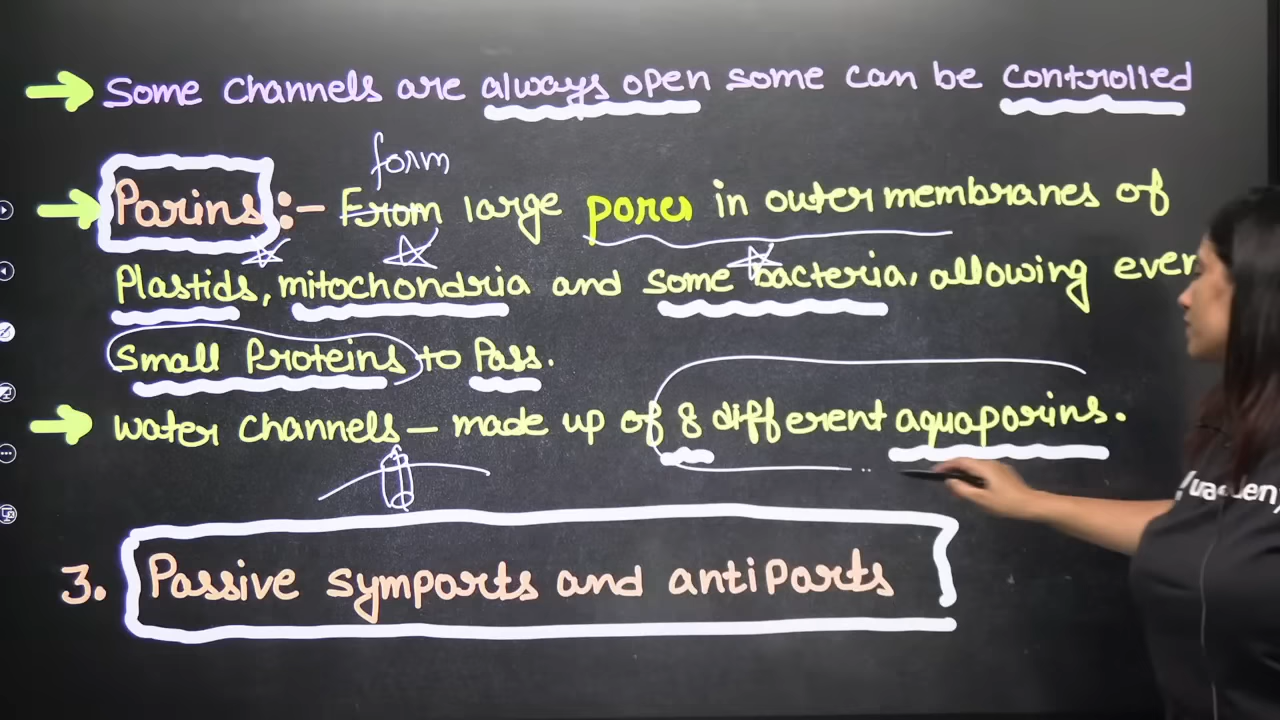 Some channels are always open some can be controlled
form
Porins :- From large pores in outer membranes of
Plastids, mitochondria and some bacteria, allowing even
Small Proteins to Pass.
water channels – made up of 8 different aquaporins.
3. Passive symports and antiports